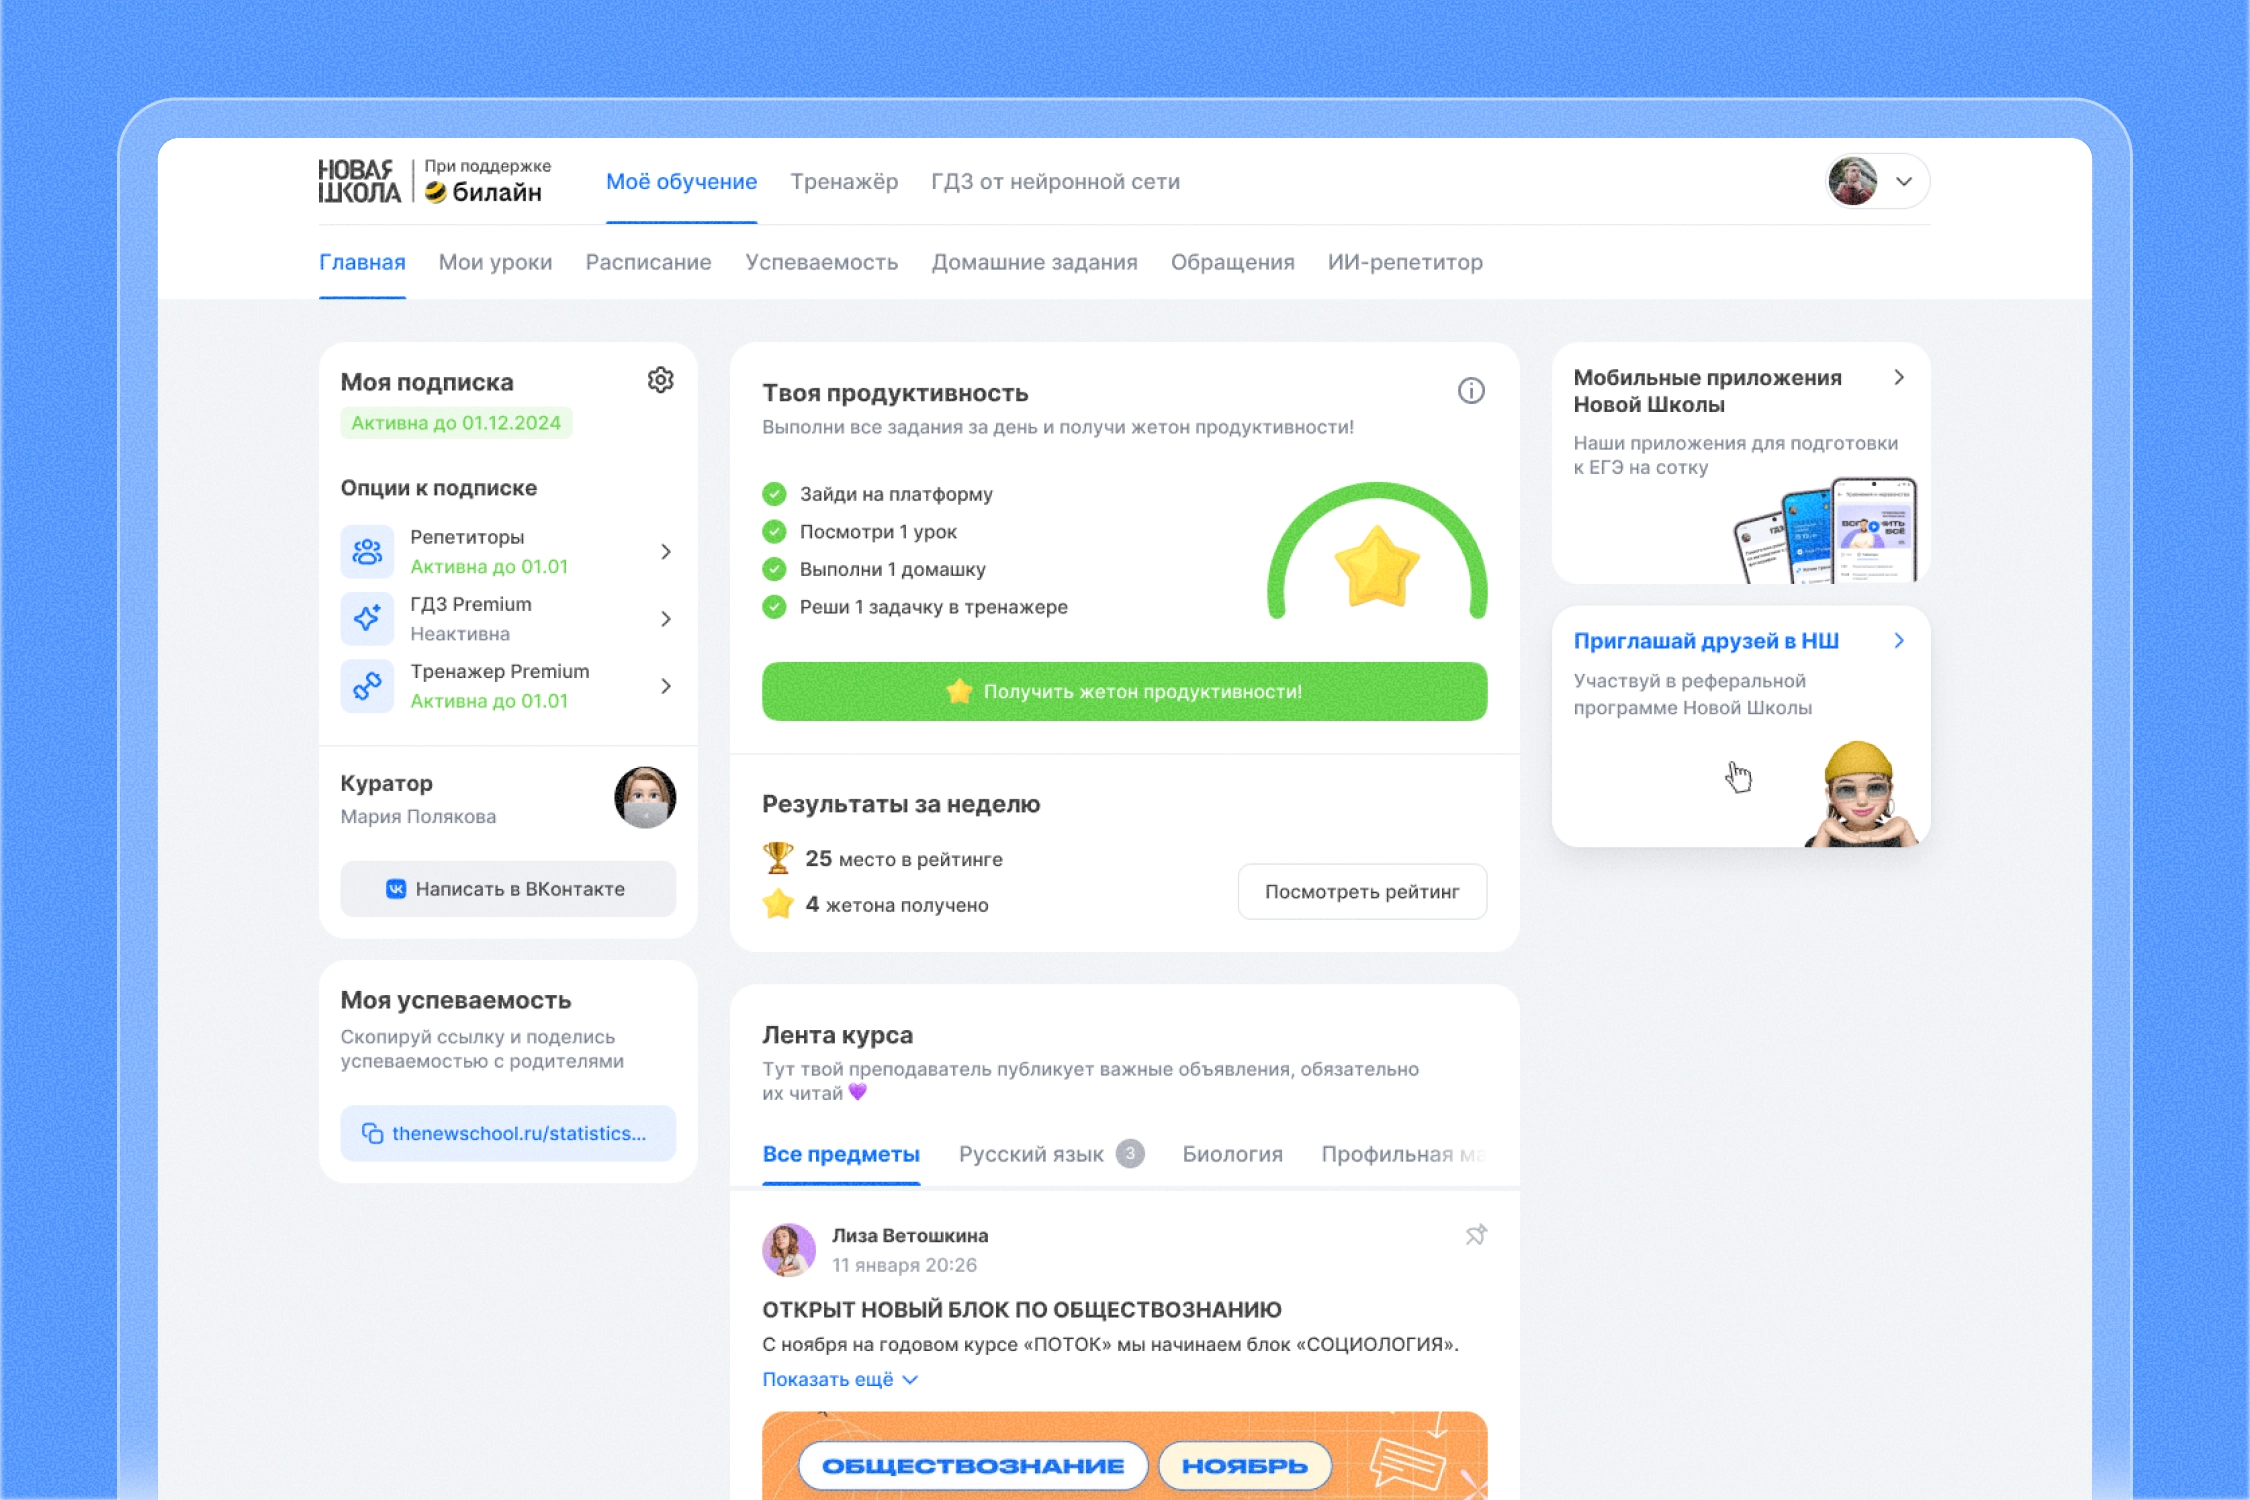 НОВАЯ
ШКОЛА
При поддержке
билайн
Моё обучение
Тренажёр
ГДЗ от нейронной сети
Главная
Мои уроки
Расписание
Успеваемость
Домашние задания
Обращения
ИИ-репетитор
Моя подписка
Активна до 01.12.2024
Опции к подписке
Репетиторы
Активна до 01.01
ГДЗ Premium
Неактивна
Тренажер Premium
Активна до 01.01
Куратор
Мария Полякова
Написать в ВКонтакте
Моя успеваемость
Скопируй ссылку и поделись
успеваемостью с родителями
thenewschool.ru/statistics...
Твоя продуктивность
Выполни все задания за день и получи жетон продуктивности!
Зайди на платформу
Посмотри 1 урок
Выполни 1 домашку
Реши 1 задачку в тренажере
Получить жетон продуктивности!
Результаты за неделю
25 место в рейтинге
4 жетона получено
Посмотреть рейтинг
Лента курса
Тут твой преподаватель публикует важные объявления, обязательно
их читай 💜
Все предметы
Русский язык 3
Биология
Профильная ма
Лиза Ветошкина
11 января 20:26
ОТКРЫТ НОВЫЙ БЛОК ПО ОБЩЕСТВОЗНАНИЮ
С ноября на годовом курсе «ПОТОК» мы начинаем блок «СОЦИОЛОГИЯ».
Показать ещё
ОБЩЕСТВОЗНАНИЕ
НОЯБРЬ
Мобильные приложения
Новой Школы
Наши приложения для подготовки
к ЕГЭ на сотку
Приглашай друзей в НШ
Участвуй в реферальной
программе Новой Школы